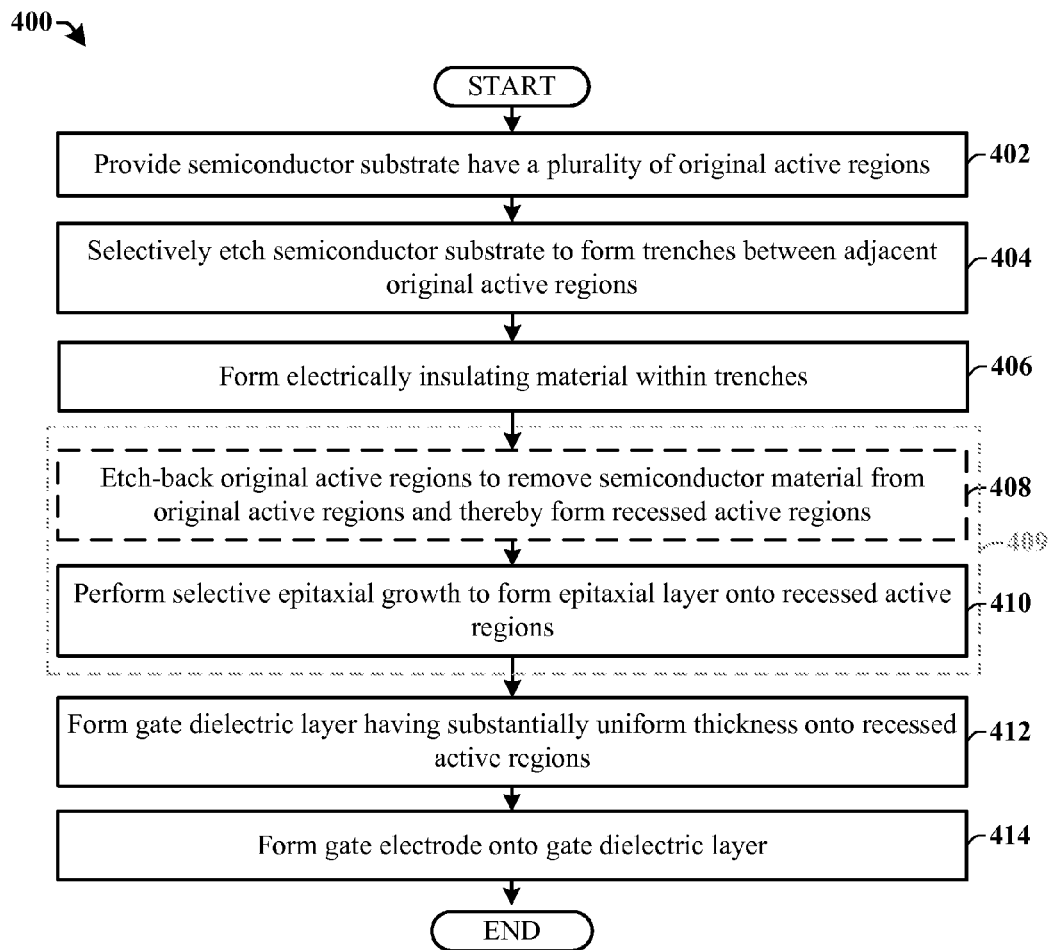 400
START
Provide semiconductor substrate have a plurality of original active regions
402
Selectively etch semiconductor substrate to form trenches between adjacent
original active regions
404
Form electrically insulating material within trenches
406
Etch-back original active regions to remove semiconductor material from
original active regions and thereby form recessed active regions
408
409
Perform selective epitaxial growth to form epitaxial layer onto recessed active
regions
410
Form gate dielectric layer having substantially uniform thickness onto recessed
active regions
412
Form gate electrode onto gate dielectric layer
414
END